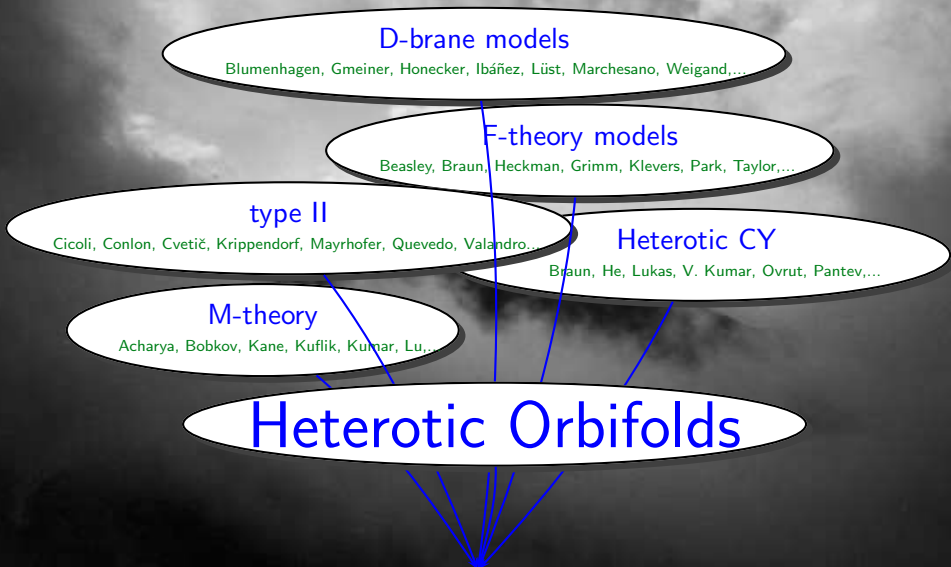 D-brane models
Blumenhagen, Gmeiner, Honecker, Ibáñez, Lüst, Marchesano, Weigand,...
F-theory models
Beasley, Braun, Heckman, Grimm, Klevers, Park, Taylor,...
type II
Cicoli, Conlon, Cvetič, Krippendorf, Mayrhofer, Quevedo, Valandro...
Heterotic CY
Braun, He, Lukas, V. Kumar, Ovrut, Pantev,...
M-theory
Acharya, Bobkov, Kane, Kuflik, Kumar, Lu,...
Heterotic Orbifolds